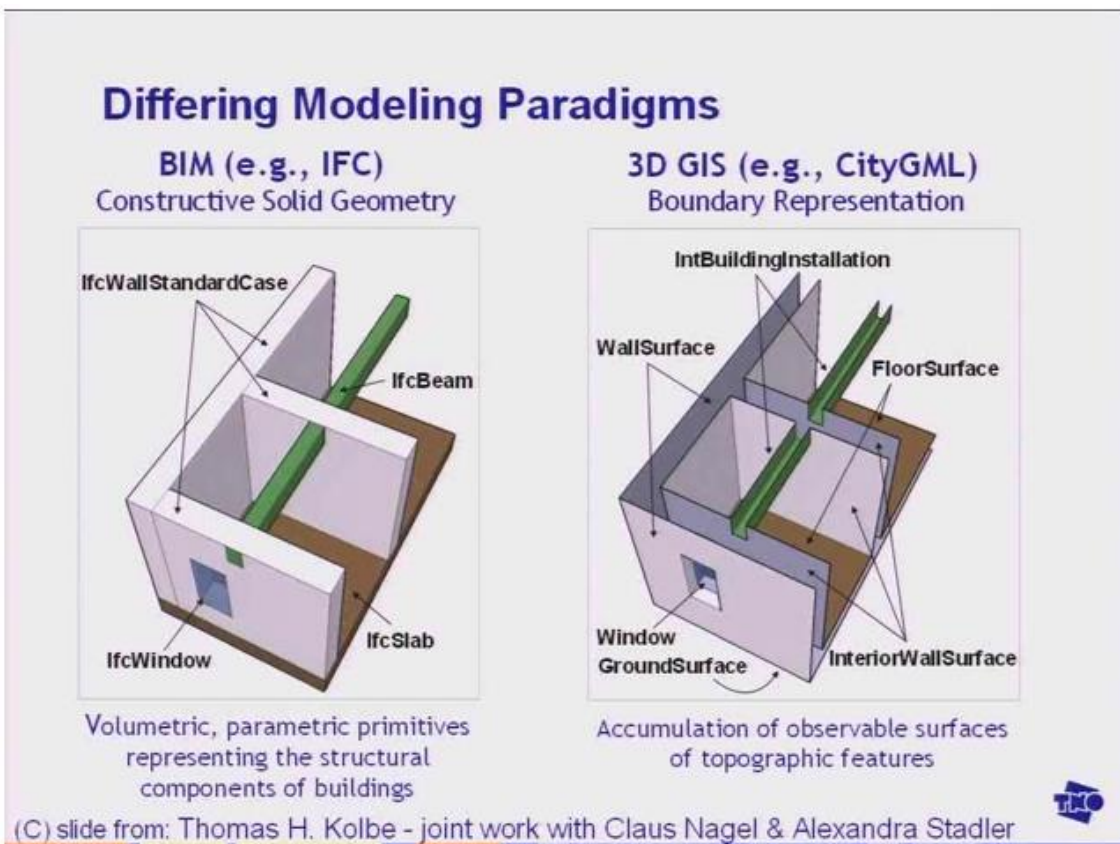 Differing Modeling Paradigms
BIM (e.g., IFC)
Constructive Solid Geometry
IfcWallStandardCase
IfcBeam
IfcSlab
IfcWindow
Volumetric, parametric primitives
representing the structural
components of buildings
3D GIS (e.g., CityGML)
Boundary Representation
IntBuildingInstallation
WallSurface
FloorSurface
Window
GroundSurface
InteriorWallSurface
Accumulation of observable surfaces
of topographic features
TNO
(C) slide from: Thomas H. Kolbe - joint work with Claus Nagel & Alexandra Stadler